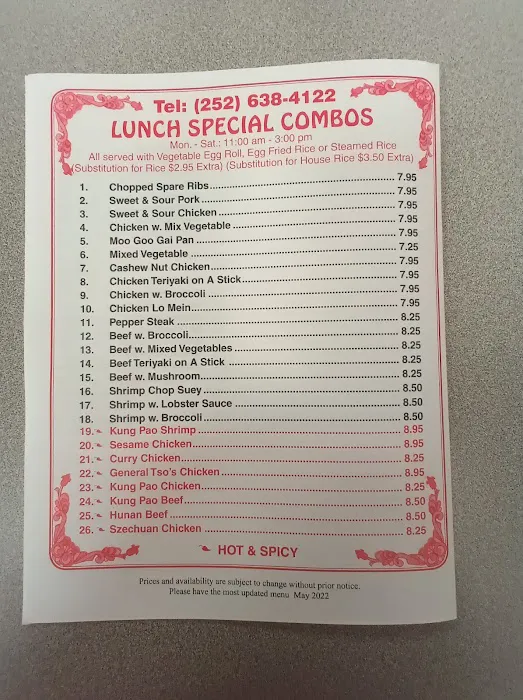 Tel: (252) 638-4122
LUNCH SPECIAL COMBOS
Mon. - Sat.: 11:00 am - 3:00 pm
All served with Vegetable Egg Roll, Egg Fried Rice or Steamed Rice
(Substitution for Rice $2.95 Extra) (Substitution for House Rice $3.50 Extra)
1. Chopped Spare Ribs 7.95
2. Sweet & Sour Pork 7.95
3. Sweet & Sour Chicken 7.95
4. Chicken w. Mix Vegetable 7.95
5. Moo Goo Gai Pan 7.95
6. Mixed Vegetable 7.25
7. Cashew Nut Chicken 7.95
8. Chicken Teriyaki on A Stick 7.95
9. Chicken w. Broccoli 7.95
10. Chicken Lo Mein 7.95
11. Pepper Steak 8.25
12. Beef w. Broccoli 8.25
13. Beef w. Mixed Vegetables 8.25
14. Beef Teriyaki on A Stick 8.25
15. Beef w. Mushroom 8.25
16. Shrimp Chop Suey 8.50
17. Shrimp w. Lobster Sauce 8.50
18. Shrimp w. Broccoli 8.50
19. Kung Pao Shrimp 8.95
20. Sesame Chicken 8.95
21. Curry Chicken 8.25
22. General Tso's Chicken 8.95
23. Kung Pao Chicken 8.25
24. Kung Pao Beef 8.50
25. Hunan Beef 8.50
26. Szechuan Chicken 8.25
HOT & SPICY
Prices and availability are subject to change without prior notice.
Please have the most updated menu May 2022